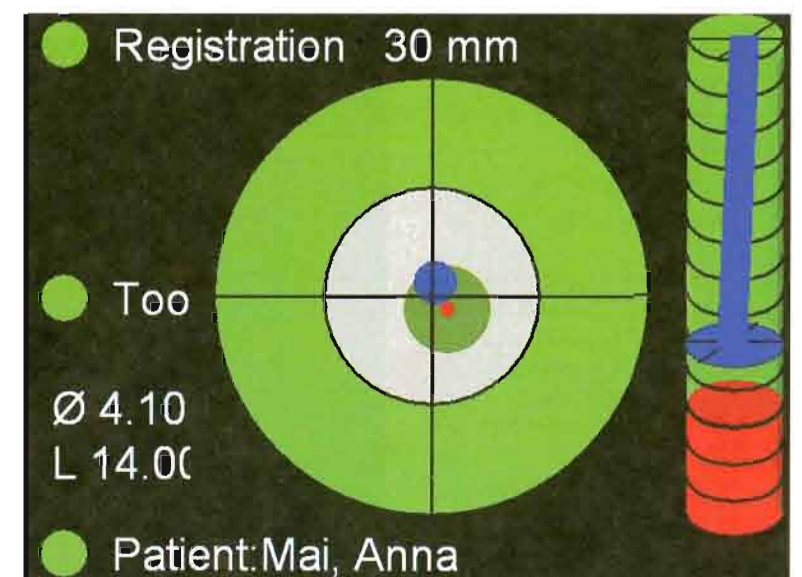 Registration 30 mm
Too
Ø 4.10
L 14.0
Patient:Mai, Anna